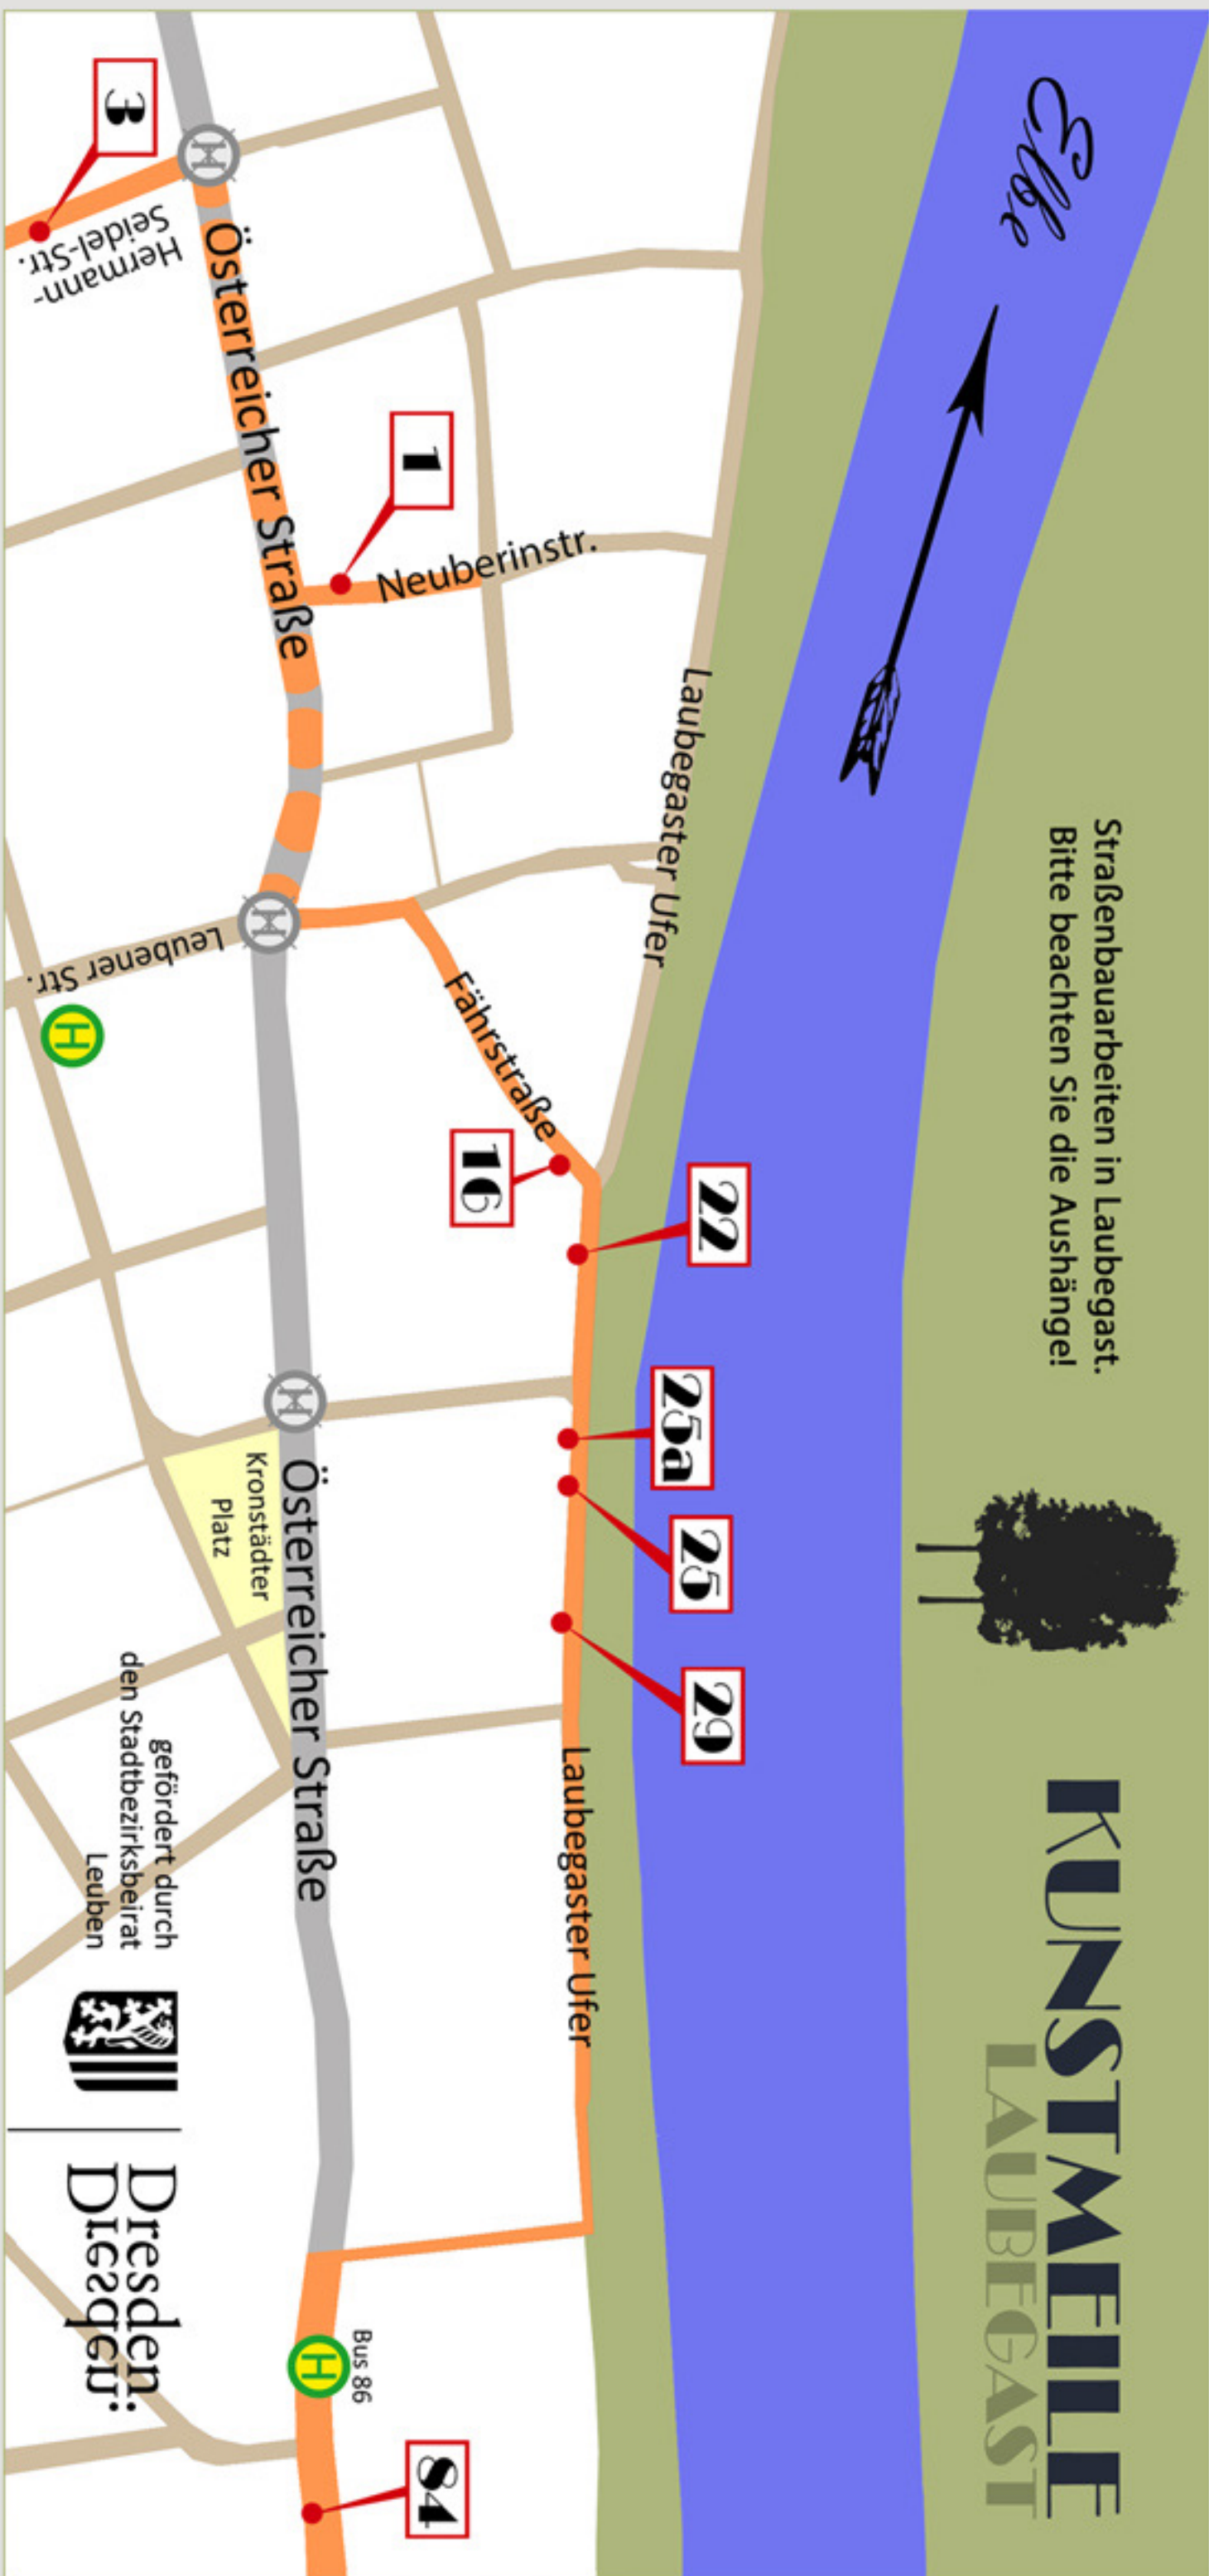 Elbe
Straßenbauarbeiten in Laubegast.
Bitte beachten Sie die Aushänge!
KUNSTMEILE
LAUBEGAST
3
Hermann-
Seidel-Str.
H
Österreicher Straße
1
Neuberinstr.
Laubegaster Ufer
Leubener Str.
H
H
Fährstraße
16
22
25a
25
29
H
Kronstädter
Platz
Österreicher Straße
Laubegaster Ufer
gefördert durch
den Stadtbezirksbeirat
Leuben
Dresden
Dresden
Bus 86
H
84